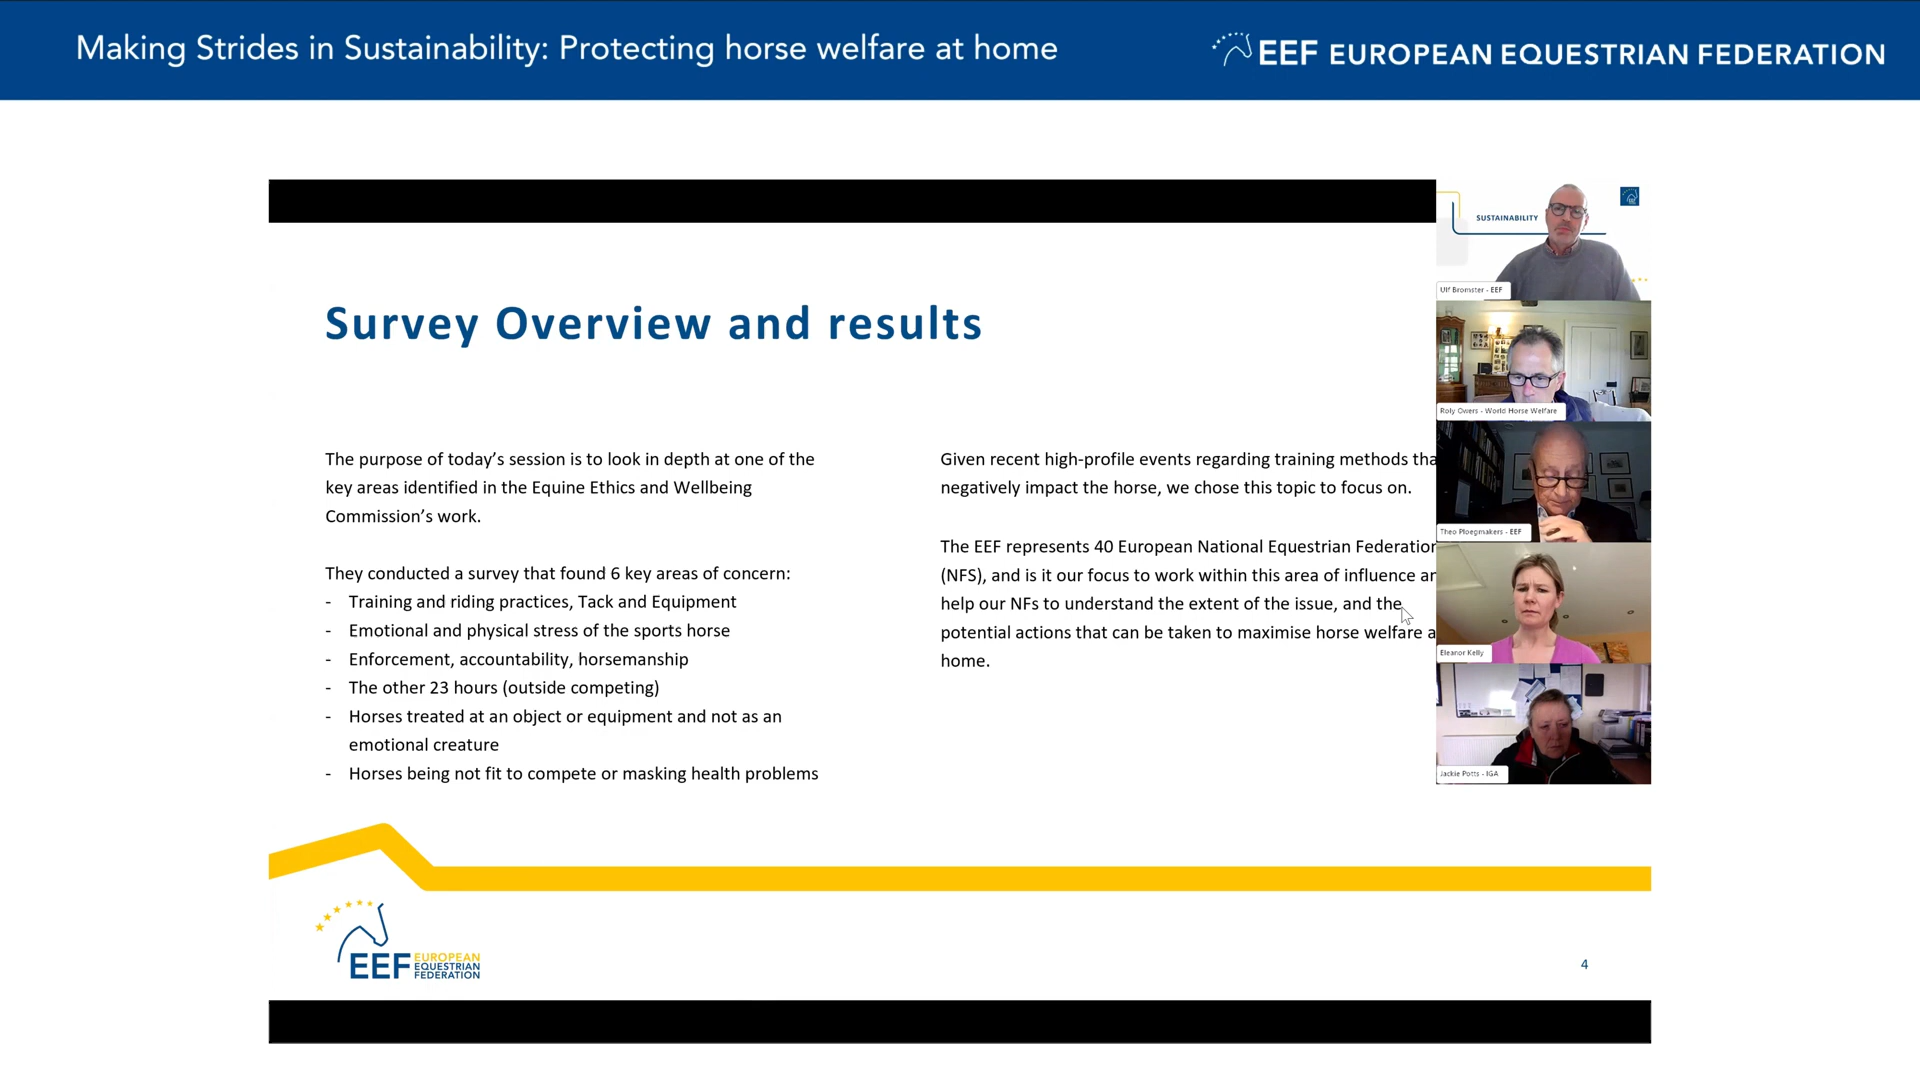 Making Strides in Sustainability: Protecting horse welfare at home
EEF EUROPEAN EQUESTRIAN FEDERATION
Survey Overview and results
The purpose of today's session is to look in depth at one of the
key areas identified in the Equine Ethics and Wellbeing
Commission's work.
They conducted a survey that found 6 key areas of concern:
- Training and riding practices, Tack and Equipment
- Emotional and physical stress of the sports horse
- Enforcement, accountability, horsemanship
- The other 23 hours (outside competing)
- Horses treated at an object or equipment and not as an
emotional creature
- Horses being not fit to compete or masking health problems
Given recent high-profile events regarding training methods tha
negatively impact the horse, we chose this topic to focus on.
The EEF represents 40 European National Equestrian Federation
(NFS), and is it our focus to work within this area of influence an
help our NFs to understand the extent of the issue, and the
potential actions that can be taken to maximise horse welfare a
home.
SUSTAINABILITY
Ulf Bromster - EEF
Roly Owers - World Horse Welfare
Theo Ploegmakers - EEF
Eleanor Kelly
Jackie Potts - IGA
EEF EUROPEAN
EQUESTRIAN
FEDERATION
4